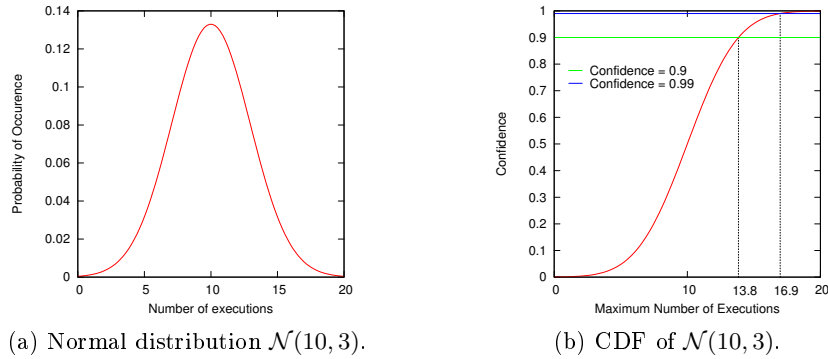 0.14
0.12
0.1
0.08
0.06
0.04
0.02
0
Probability of Occurence
0 5 10 15 20
Number of executions
(a) Normal distribution 𝒩(10, 3).
1
0.9
0.8
0.7
0.6
0.5
0.4
0.3
0.2
0.1
0
Confidence
Confidence = 0.9
Confidence = 0.99
0 10 13.8 16.9 20
Maximum Number of Executions
(b) CDF of 𝒩(10, 3).